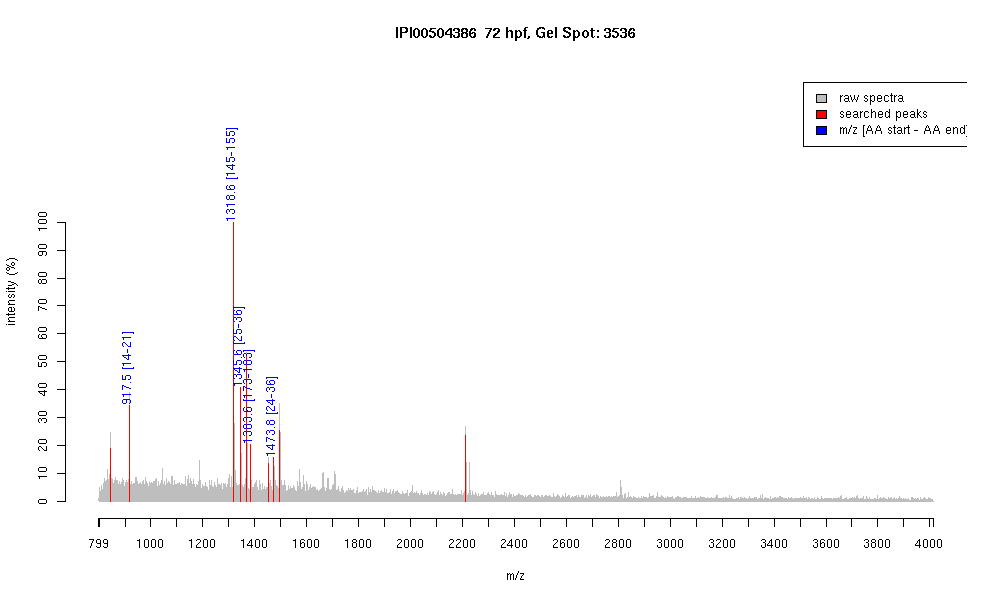 IPI00504386 72 hpf, Gel Spot: 3536
raw spectra
searched peaks
m/z [AA start - AA end]
1318.6 [145-155]
1345.6 [25-36]
917.5 [14-21]
1473.8 [24-36]
intensity (%)
100
90
80
70
60
50
40
30
20
10
0
799 1000 1200 1400 1600 1800 2000 2200 2400 2600 2800 3000 3200 3400 3600 3800 4000
m/z